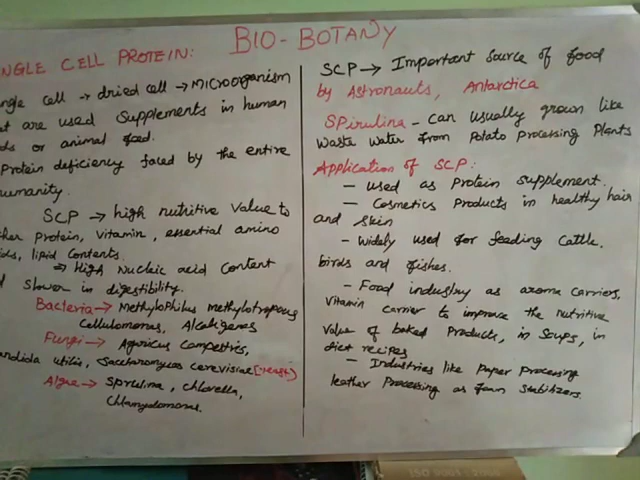 BIO-BOTANY
NGLE CELL PROTEIN:
ngle cell → dried cell → Microorganism
at are used Supplements in human
ds or animal feed.
Protein deficiency faced by the entire
umanity.
SCP → high nutritive value to
her protein, vitamin, essential amino
ids, lipid contents.
⇒ High Nucleic acid content
d slower in digestibility.
Bacteria → Methylophilus methylotropous
Cellulomonas, Alcaligenes
Fungi → Agaricus Campestris,
andida utilis, Saccharomyces cerevisiae (yeast)
Algae → Spirulina, Chlorella,
Chlamydomonas.
SCP → Important Source of food
by Astronauts, Antarctica
SPirulina - can usually grown like
Waste water from Potato Processing Plants
Application of SCP:
- used as Protein supplement.
- Cosmetics Products in healthy hair
and skin
- Widely used for feeding Cattle,
birds and fishes.
- Food industry as aroma carriers,
Vitamin carrier to improve the nutritive
value of baked Products, in Soups, in
diet recipes
- Industries like Paper Processing
leather Processing as foam Stabilizers.
ISO 9001:2008